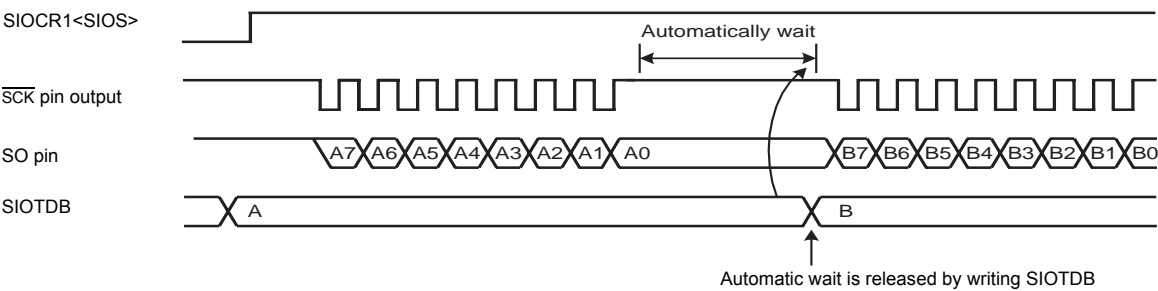 SIOCR1<SIOS>
Automatically wait
SCK pin output
SO pin
A7 A6 A5 A4 A3 A2 A1 A0 B7 B6 B5 B4 B3 B2 B1 B0
SIOTDB
A B
Automatic wait is released by writing SIOTDB